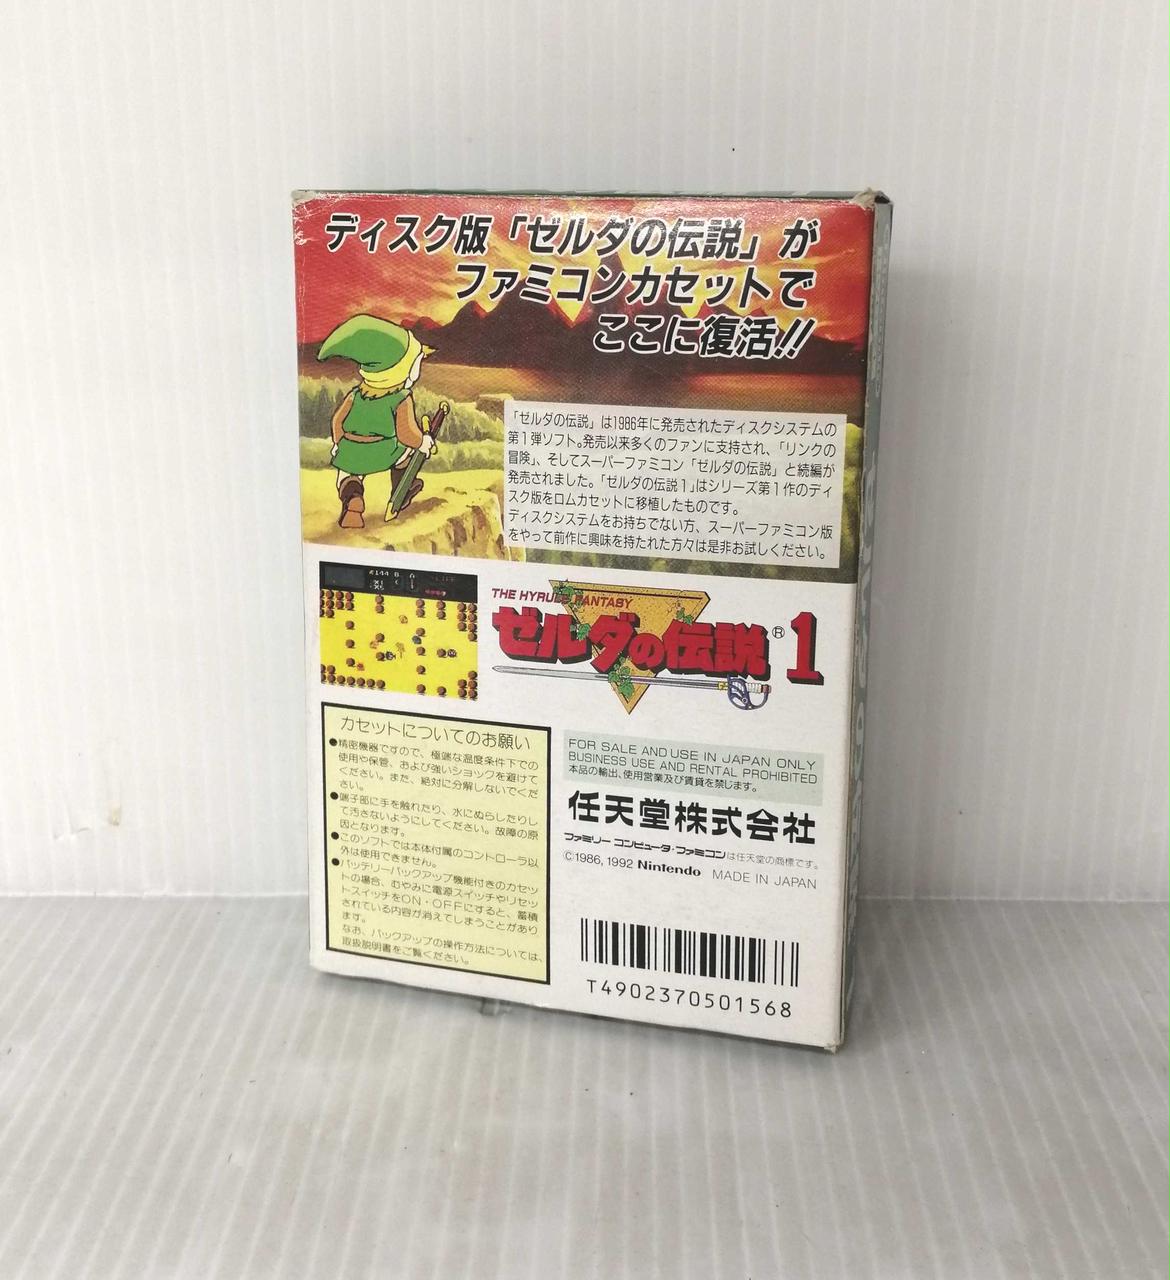 ディスク版「ゼルダの伝説」が
ファミコンカセットで
ここに復活!!
「ゼルダの伝説」は1986年に発売されたディスクシステムの
第1弾ソフト。発売以来多くのファンに支持され、「リンクの
冒険」、そしてスーパーファミコン「ゼルダの伝説」と続編が
発売されました。「ゼルダの伝説1」はシリーズ第1作のディ
スク版をロムカセットに移植したものです。
ディスクシステムをお持ちでない方、スーパーファミコン版
をやって前作に興味を持たれた方々は是非お試しください。
THE HYRULE FANTASY
ゼルダの伝説®1
カセットについてのお願い
●精密機器ですので、極端な温度条件下での
使用や保管、および強いショックを避けて
ください。また、絶対に分解しないでくだ
さい。
●端子部に手を触れたり、水にぬらしたりし
て汚さないようにしてください。故障の原
因となります。
●このソフトでは本体付属のコントローラ以
外は使用できません。
●バッテリーバックアップ機能付きのカセッ
トの場合、むやみに電源スイッチやリセッ
トスイッチをON・OFFにすると、蓄積
されている内容が消えてしまうことがあり
ます。
なお、バックアップの操作方法については、
取扱説明書をご覧ください。
FOR SALE AND USE IN JAPAN ONLY
BUSINESS USE AND RENTAL PROHIBITED
本品の輸出、使用営業及び賃貸を禁じます。
任天堂株式会社
ファミリーコンピュータ・ファミコンは任天堂の商標です。
©1986, 1992 Nintendo MADE IN JAPAN
T4902370501568